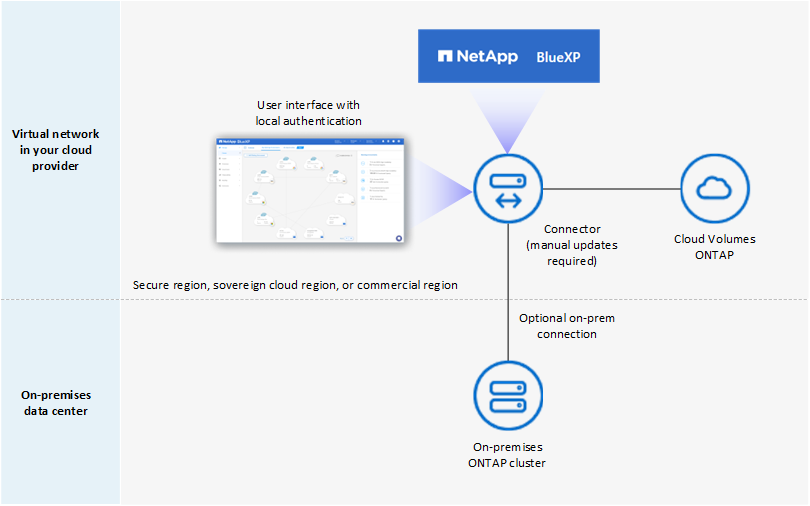 NetApp BlueXP
User interface with
local authentication
Virtual network
in your cloud
provider
NetApp BlueXP
Connector
(manual updates
required)
Cloud Volumes
ONTAP
Secure region, sovereign cloud region, or commercial region
Optional on-prem
connection
On-premises
data center
On-premises
ONTAP cluster